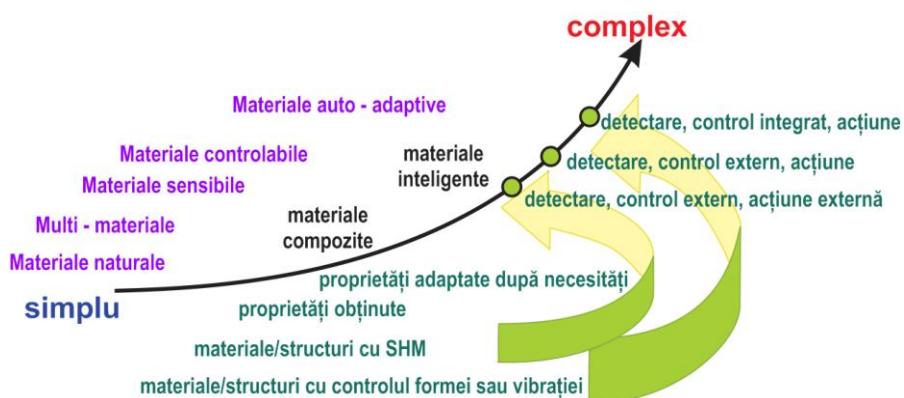 complex
Materiale auto - adaptive
detectare, control integrat, acțiune
Materiale controlabile
materiale
inteligente
detectare, control extern, acțiune
Materiale sensibile
detectare, control extern, acțiune externă
Multi - materiale
materiale
compozite
Materiale naturale
proprietăți adaptate după necesități
simplu
proprietăți obținute
materiale/structuri cu SHM
materiale/structuri cu controlul formei sau vibrației